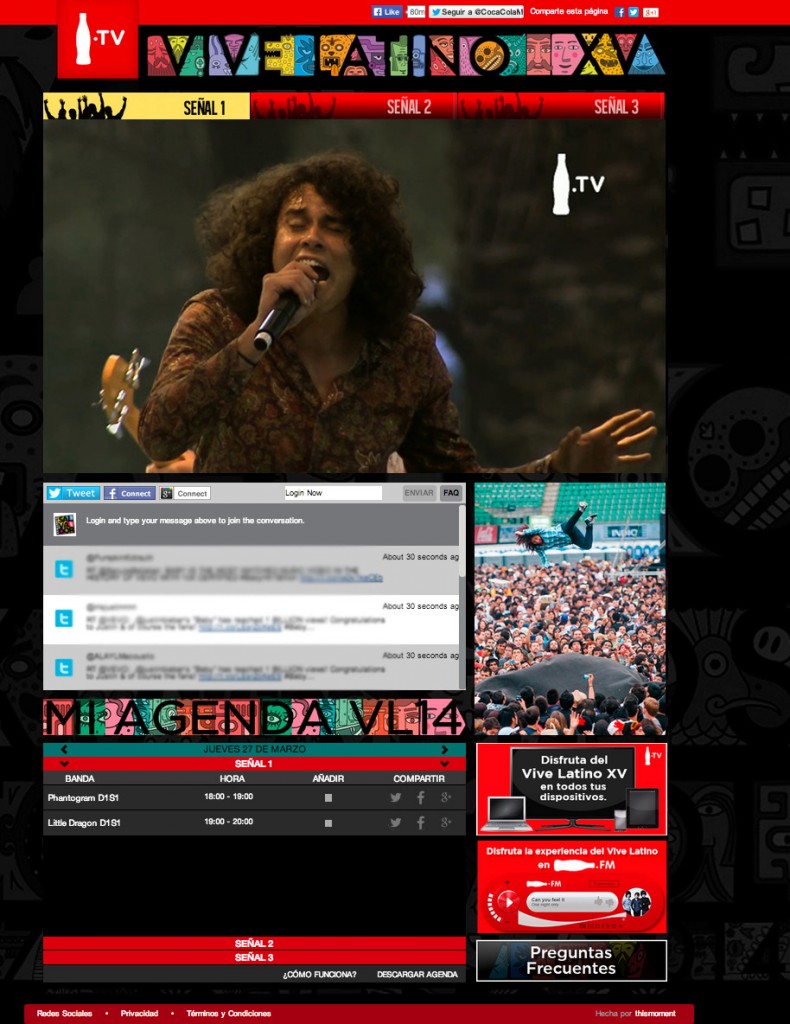 .TV
Like
80m
Seguir a @CocaColaM
Comparte esta página
+1
VIVE LATINO XV
SEÑAL 1
SEÑAL 2
SEÑAL 3
.TV
Tweet
Connect
Connect
Login Now
ENVIAR
FAQ
Login and type your message above to join the conversation.
About 30 seconds ag
About 30 seconds ag
About 30 seconds ag
INDIO
MI AGENDA VL14
JUEVES 27 DE MARZO
SEÑAL 1
BANDA HORA AÑADIR COMPARTIR
Phantogram D1S1 18:00 - 19:00
Little Dragon D1S1 19:00 - 20:00
SEÑAL 2
SEÑAL 3
¿CÓMO FUNCIONA? DESCARGAR AGENDA
Disfruta del
Vive Latino XV
en todos tus
dispositivos.
.TV
Disfruta la experiencia del Vive Latino
en .FM
.FM
Can you feel it
Preguntas
Frecuentes
Redes Sociales • Privacidad • Términos y Condiciones
Hecha por thismoment